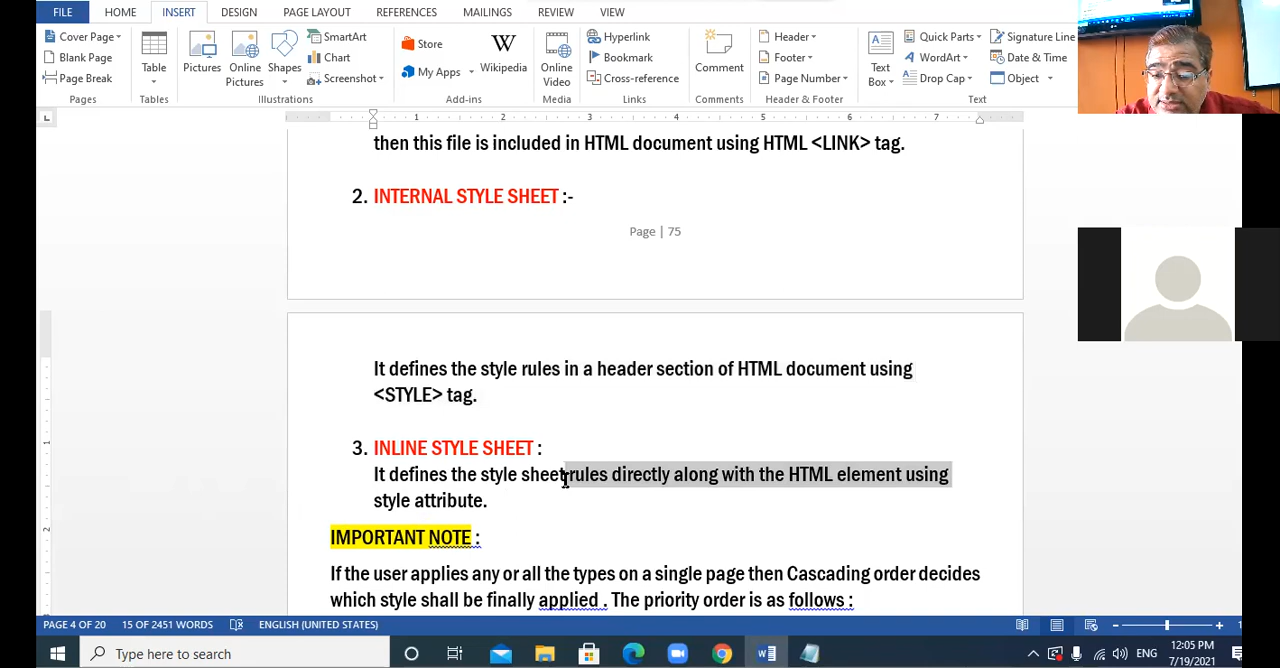 FILE HOME INSERT DESIGN PAGE LAYOUT REFERENCES MAILINGS REVIEW VIEW
Cover Page
Blank Page
Page Break
Pages
Table
Tables
Pictures
Online
Pictures
Shapes
SmartArt
Chart
Screenshot
Illustrations
Store
My Apps
W
Wikipedia
Add-ins
Online
Video
Media
Hyperlink
Bookmark
Cross-reference
Links
Comment
Comments
Header
Footer
Page Number
Header & Footer
Text
Box
Quick Parts
WordArt
Drop Cap
Signature Line
Date & Time
Object
Text
1 2 3 4 5 6 7
then this file is included in HTML document using HTML <LINK> tag.
2. INTERNAL STYLE SHEET :-
Page | 75
It defines the style rules in a header section of HTML document using
<STYLE> tag.
3. INLINE STYLE SHEET :
It defines the style sheet rules directly along with the HTML element using
style attribute.
IMPORTANT NOTE :
If the user applies any or all the types on a single page then Cascading order decides
which style shall be finally applied . The priority order is as follows :
PAGE 4 OF 20 15 OF 2451 WORDS ENGLISH (UNITED STATES)
Type here to search
ENG
12:05 PM
7/19/2021